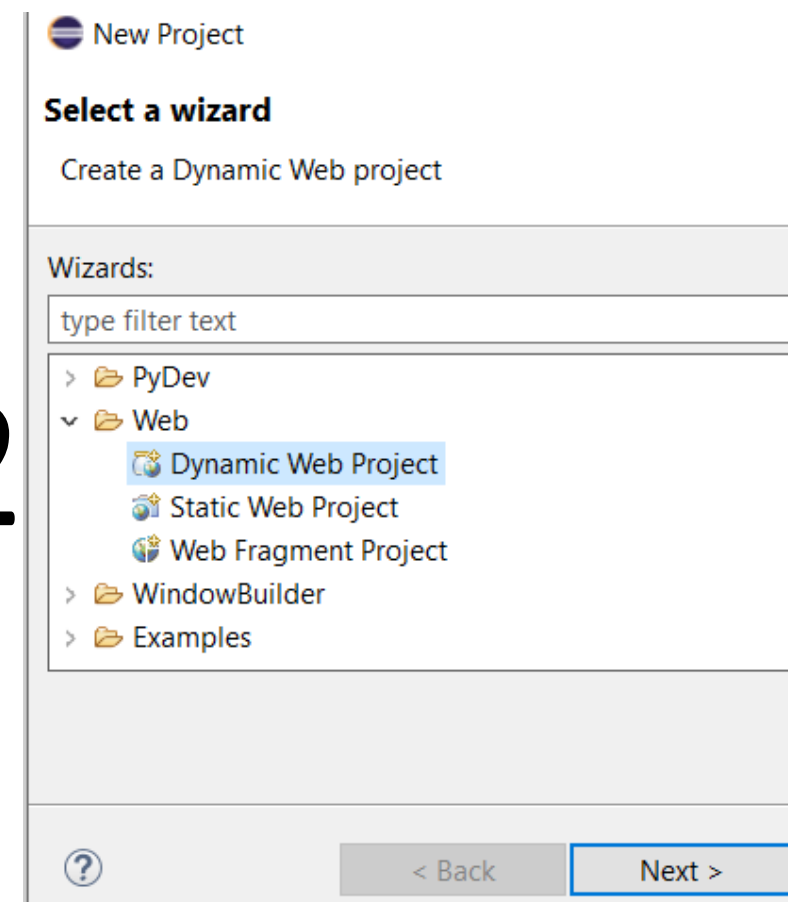 New Project
Select a wizard
Create a Dynamic Web project
Wizards:
type filter text
PyDev
Web
Dynamic Web Project
Static Web Project
Web Fragment Project
WindowBuilder
Examples
? < Back Next >